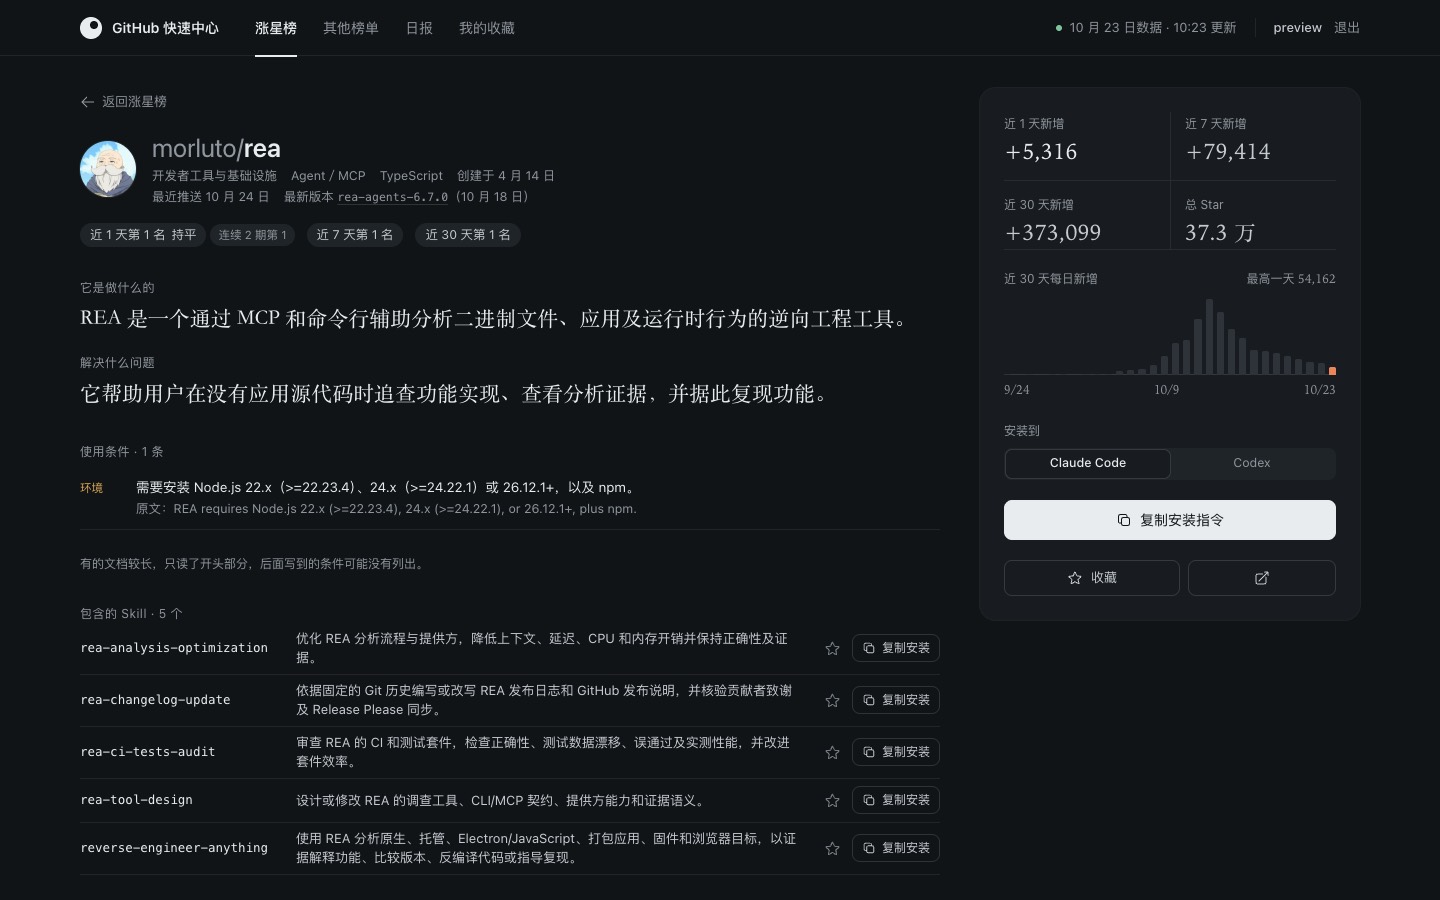 GitHub 快速中心
涨星榜
其他榜单
日报
我的收藏
10 月 23 日数据 · 10:23 更新
preview
退出
返回涨星榜
morluto/rea
开发者工具与基础设施 Agent / MCP TypeScript 创建于 4 月 14 日
最近推送 10 月 24 日 最新版本 rea-agents-6.7.0（10 月 18 日）
近 1 天第 1 名 持平
连续 2 期第 1
近 7 天第 1 名
近 30 天第 1 名
它是做什么的
REA 是一个通过 MCP 和命令行辅助分析二进制文件、应用及运行时行为的逆向工程工具。
解决什么问题
它帮助用户在没有应用源代码时追查功能实现、查看分析证据，并据此复现功能。
使用条件 · 1 条
环境
需要安装 Node.js 22.x（>=22.23.4）、24.x（>=24.22.1）或 26.12.1+，以及 npm。
原文：REA requires Node.js 22.x (>=22.23.4), 24.x (>=24.22.1), or 26.12.1+, plus npm.
有的文档较长，只读了开头部分，后面写到的条件可能没有列出。
包含的 Skill · 5 个
rea-analysis-optimization
优化 REA 分析流程与提供方，降低上下文、延迟、CPU 和内存开销并保持正确性及证
据。
复制安装
rea-changelog-update
依据固定的 Git 历史编写或改写 REA 发布日志和 GitHub 发布说明，并核验贡献者致谢
及 Release Please 同步。
复制安装
rea-ci-tests-audit
审查 REA 的 CI 和测试套件，检查正确性、测试数据漂移、误通过及实测性能，并改进
套件效率。
复制安装
rea-tool-design
设计或修改 REA 的调查工具、CLI/MCP 契约、提供方能力和证据语义。
复制安装
reverse-engineer-anything
使用 REA 分析原生、托管、Electron/JavaScript、打包应用、固件和浏览器目标，以证
据解释功能、比较版本、反编译代码或指导复现。
复制安装
近 1 天新增
+5,316
近 7 天新增
+79,414
近 30 天新增
+373,099
总 Star
37.3 万
近 30 天每日新增
最高一天 54,162
9/24
10/9
10/23
安装到
Claude Code
Codex
复制安装指令
收藏